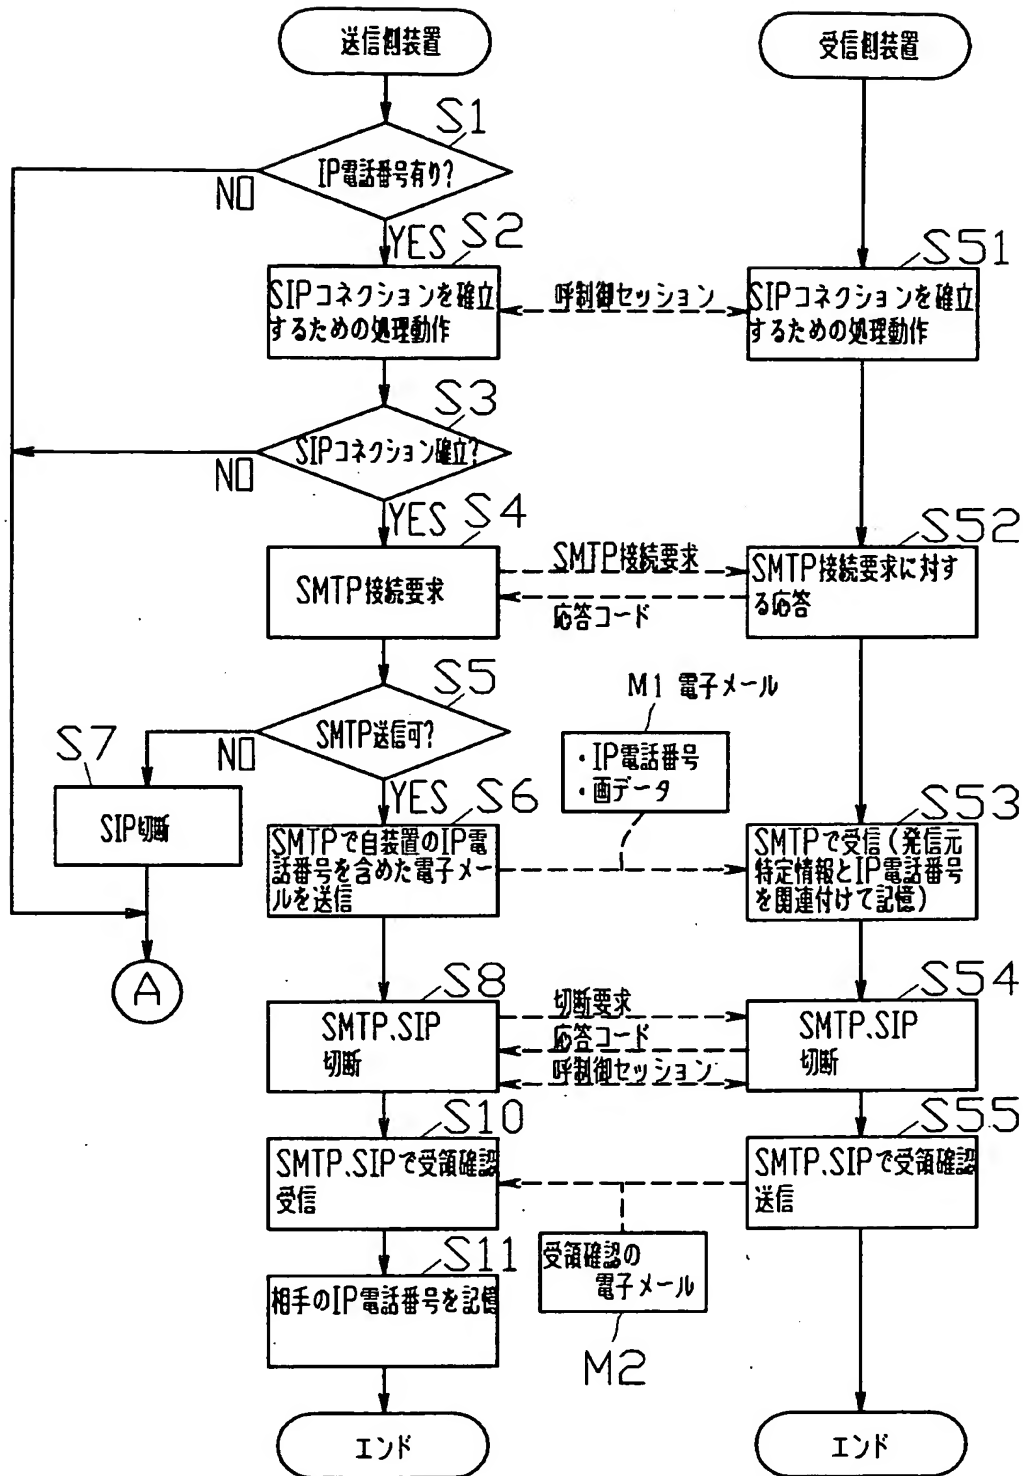 送信側装置
受信側装置
S1
IP電話番号有り?
NO
YES
S2
SIPコネクションを確立
するための処理動作
呼制御セッション
S51
SIPコネクションを確立
するための処理動作
S3
SIPコネクション確立?
NO
YES
S4
SMTP接続要求
SMTP接続要求
応答コード
S52
SMTP接続要求に対す
る応答
S5
SMTP送信可?
NO
YES
S7
SIP切断
M1 電子メール
・IP電話番号
・画データ
S6
SMTPで自装置のIP電
話番号を含めた電子メー
ルを送信
S53
SMTPで受信(発信元
特定情報とIP電話番号
を関連付けて記憶)
A
S8
SMTP.SIP
切断
切断要求
応答コード
呼制御セッション
S54
SMTP.SIP
切断
S10
SMTP.SIPで受領確認
受信
S55
SMTP.SIPで受領確認
送信
受領確認の
電子メール
M2
S11
相手のIP電話番号を記憶
エンド
エンド